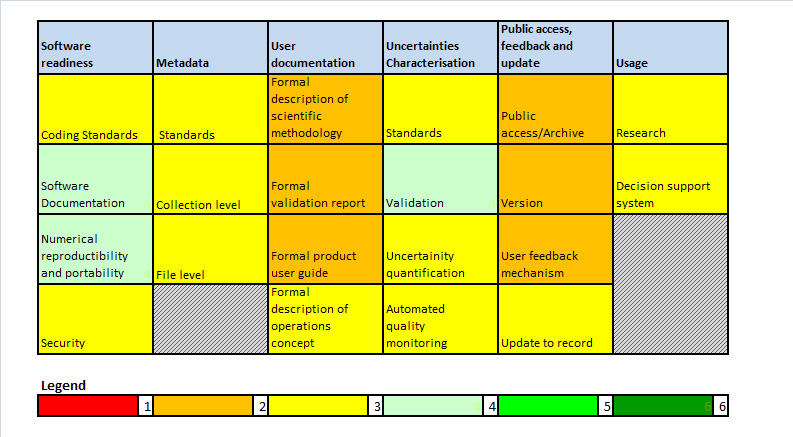 Software
readiness
Metadata
User
documentation
Uncertainties
Characterisation
Public access,
feedback and
update
Usage
Coding Standards
Standards
Formal
description of
scientific
methodology
Standards
Public
access/Archive
Research
Software
Documentation
Collection level
Formal
validation report
Validation
Version
Decision support
system
Numerical
reproductibility
and portability
File level
Formal product
user guide
Uncertainity
quantification
User feedback
mechanism
Security
Formal
description of
operations
concept
Automated
quality
monitoring
Update to record
Legend
1
2
3
4
5
6
6